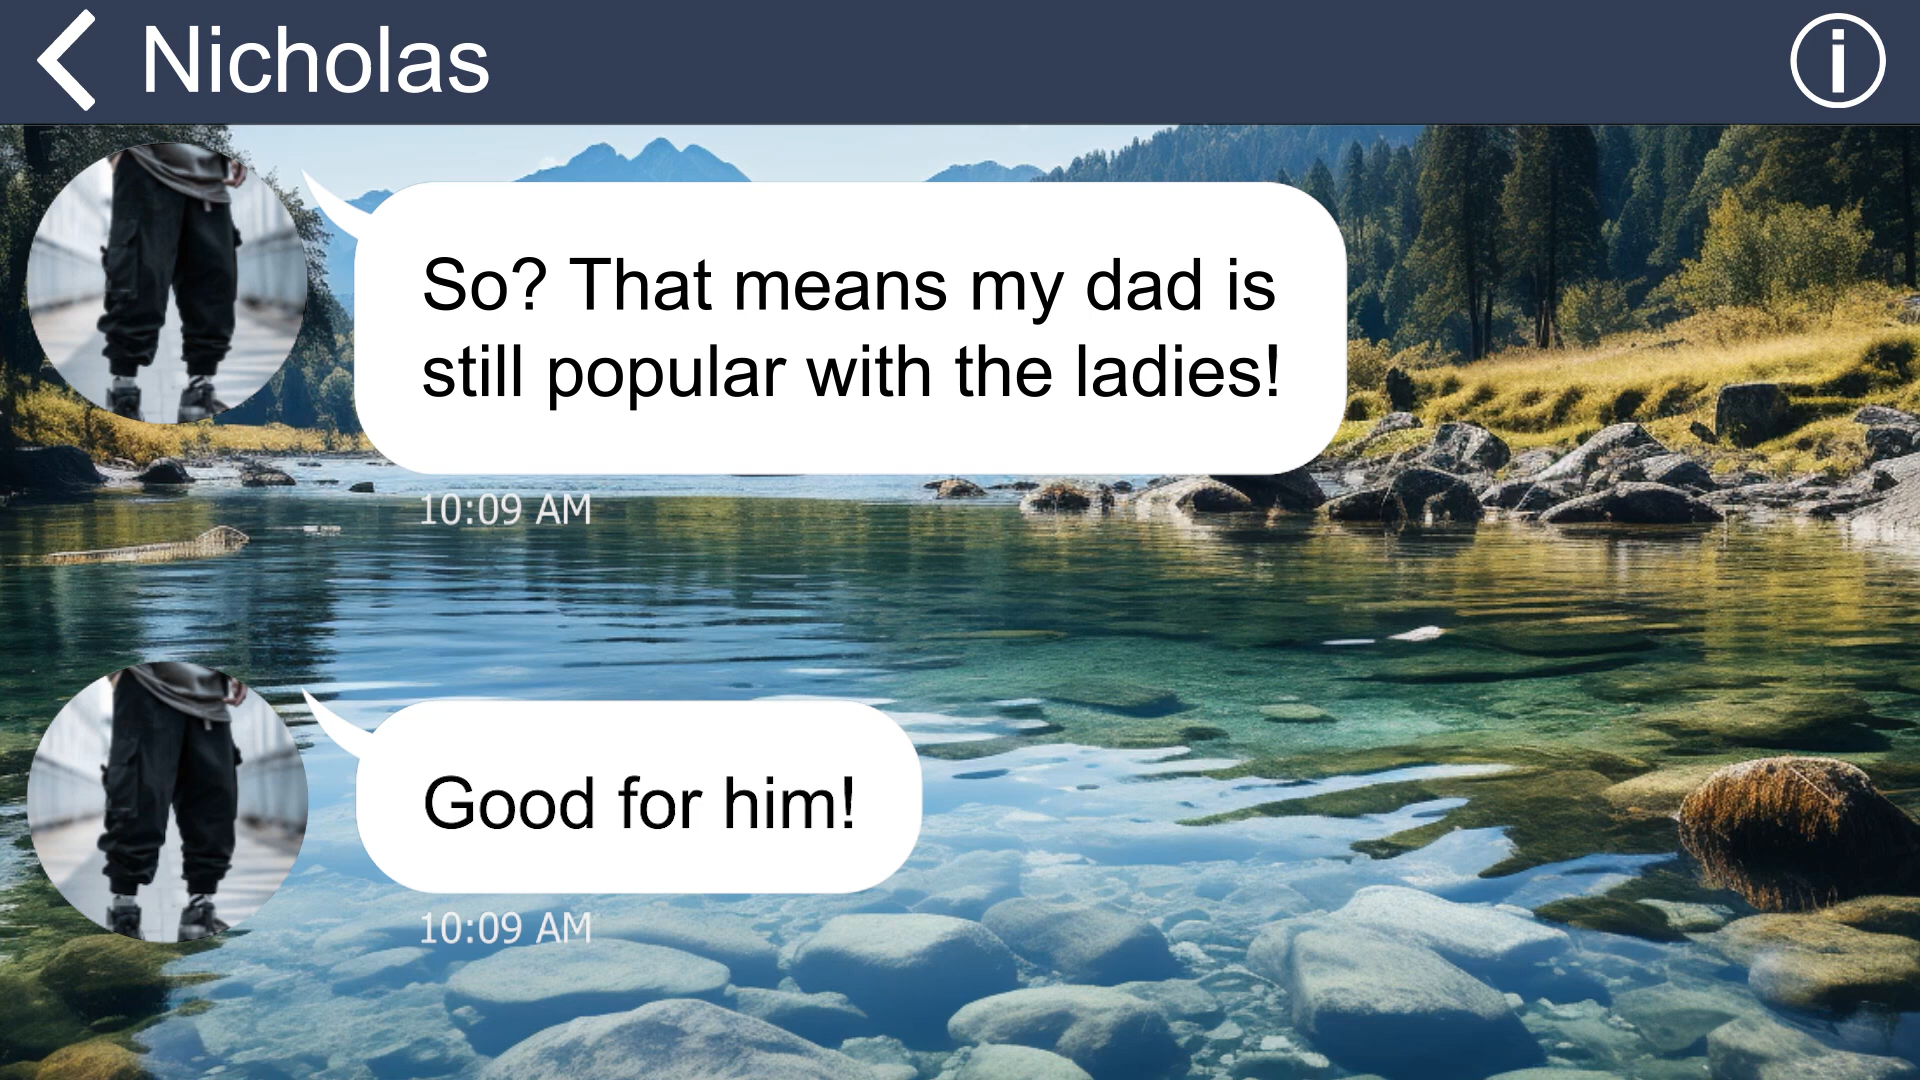 Nicholas
So? That means my dad is
still popular with the ladies!
10:09 AM
Good for him!
10:09 AM